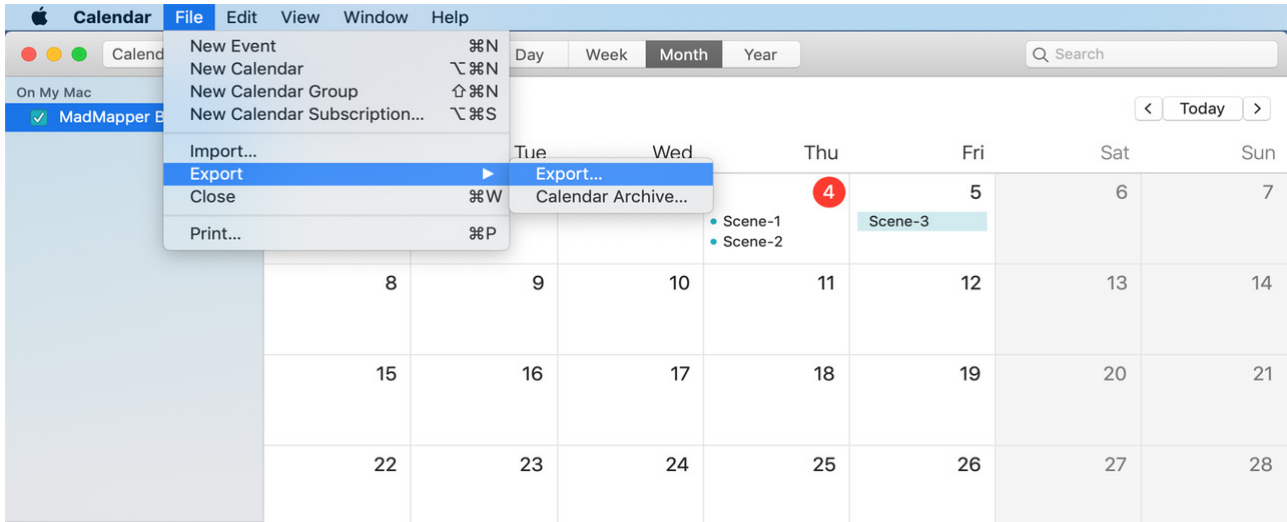 Calendar File Edit View Window Help
Calend Day Week Month Year Search
New Event ⌘N
New Calendar ⌥⌘N
New Calendar Group ⇧⌘N
New Calendar Subscription... ⌥⌘S
Import...
Export ▶
Close ⌘W
Print... ⌘P
Export...
Calendar Archive...
On My Mac
MadMapper B
< Today >
Tue Wed Thu Fri Sat Sun
4 5 6 7
Scene-1 Scene-3
Scene-2
8 9 10 11 12 13 14
15 16 17 18 19 20 21
22 23 24 25 26 27 28